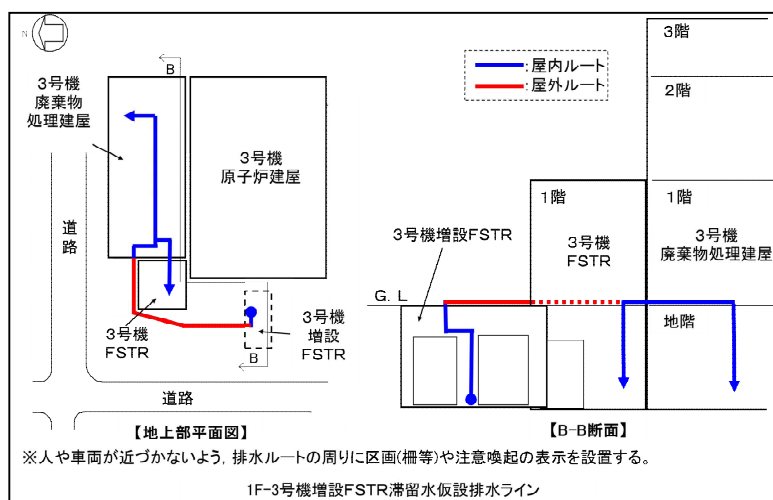 N
B
3号機
廃棄物
処理建屋
3号機
原子炉建屋
道
路
3号機
FSTR
3号機
増設
FSTR
B
道路
【地上部平面図】
:屋内ルート
:屋外ルート
3階
2階
1階
1階
3号機増設FSTR
3号機
FSTR
3号機
廃棄物処理建屋
G.L
地階
【B-B断面】
※人や車両が近づかないよう,排水ルートの周りに区画(柵等)や注意喚起の表示を設置する。
1F-3号機増設FSTR滞留水仮設排水ライン